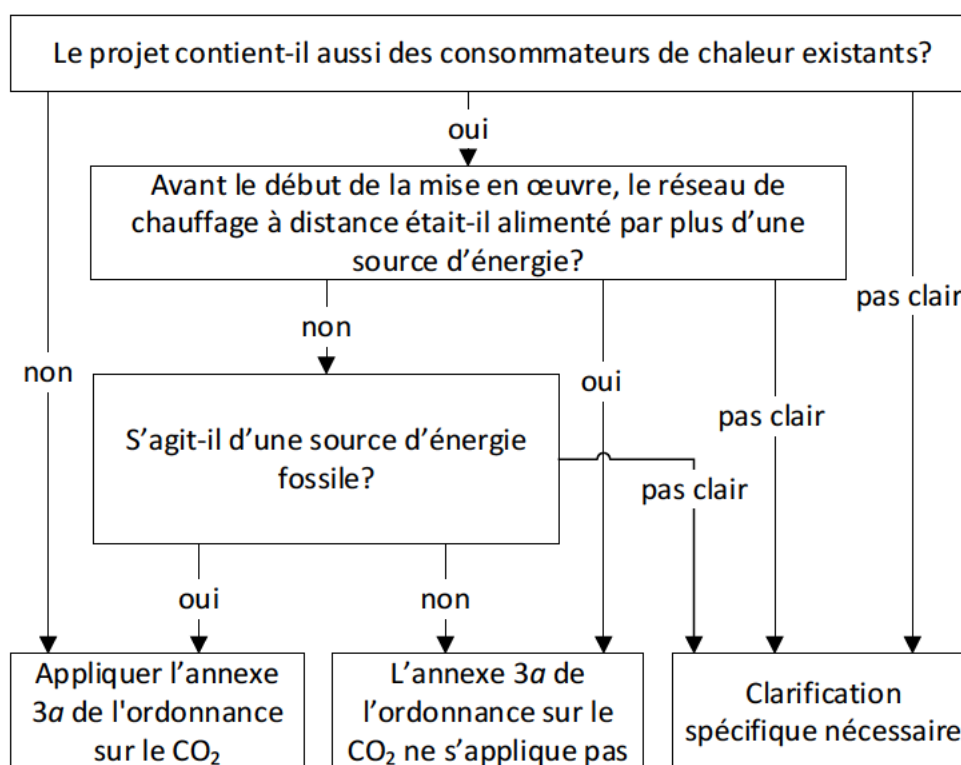 Le projet contient-il aussi des consommateurs de chaleur existants?
oui
Avant le début de la mise en œuvre, le réseau de
chauffage à distance était-il alimenté par plus d’une
source d’énergie?
pas clair
non
non
oui
pas clair
S’agit-il d’une source d’énergie
fossile?
pas clair
oui
non
Appliquer l’annexe
3a de l'ordonnance
sur le CO₂
L’annexe 3a de
l’ordonnance sur le
CO₂ ne s’applique pas
Clarification
spécifique nécessaire